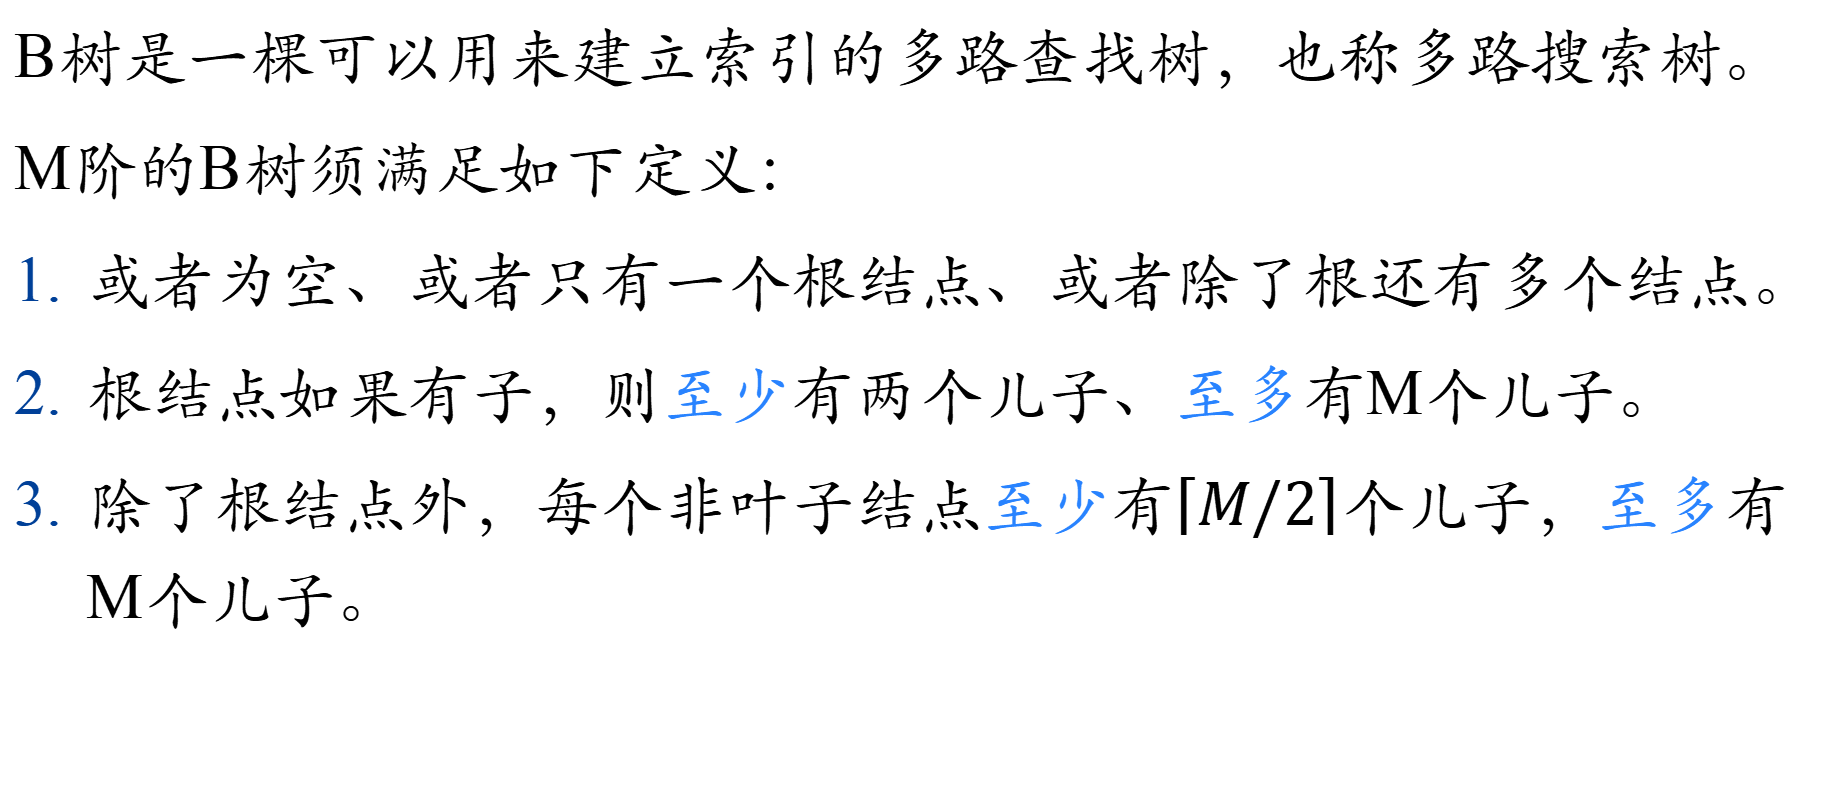 B树是一棵可以用来建立索引的多路查找树，也称多路搜索树。
M阶的B树须满足如下定义：
1. 或者为空、或者只有一个根结点、或者除了根还有多个结点。
2. 根结点如果有子，则至少有两个儿子、至多有M个儿子。
3. 除了根结点外，每个非叶子结点至少有⌈M/2⌉个儿子，至多有
M个儿子。